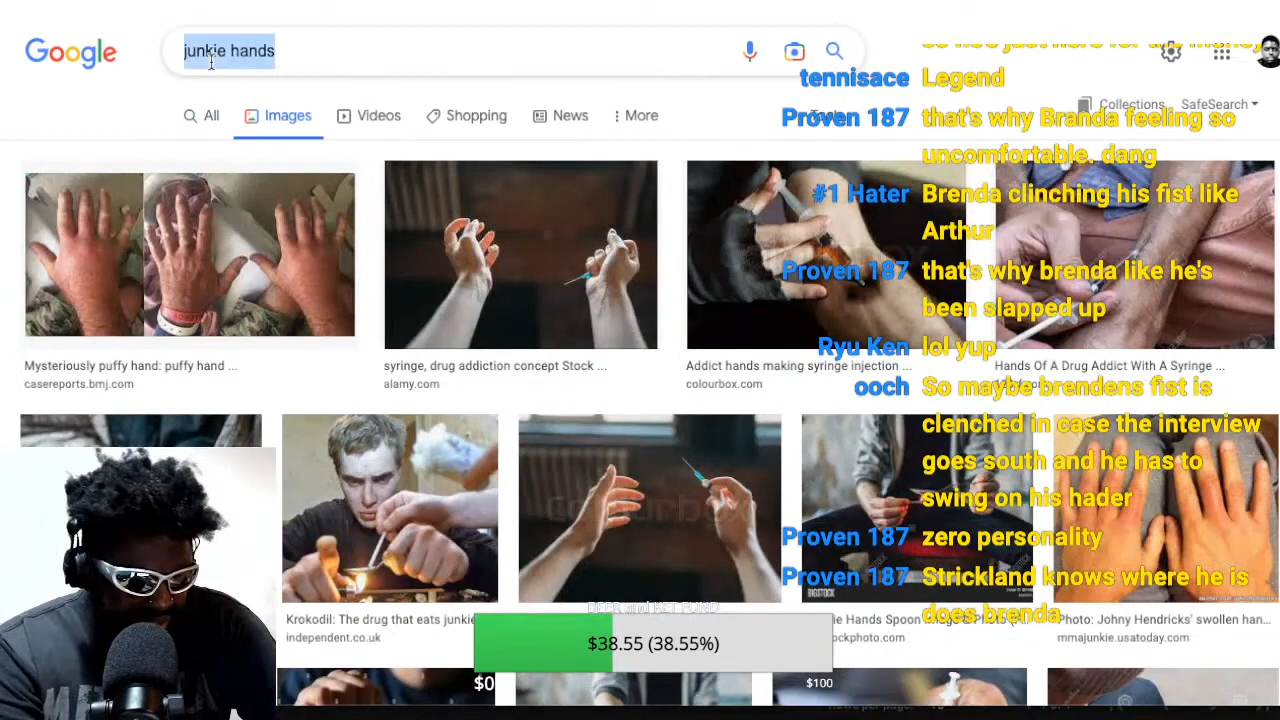 Google
junkie hands
All
Images
Videos
Shopping
News
More
Collections
SafeSearch
tennisace Legend
Proven 187 that's why Branda feeling so
uncomfortable. dang
#1 Hater Brenda clinching his fist like
Arthur
Proven 187 that's why brenda like he's
been slapped up
Ryu Ken lol yup
ooch So maybe brendens fist is
clenched in case the interview
goes south and he has to
swing on his hader
Proven 187 zero personality
Proven 187 Strickland knows where he is
does brenda
Mysteriously puffy hand: puffy hand ...
casereports.bmj.com
syringe, drug addiction concept Stock ...
alamy.com
Addict hands making syringe injection ...
colourbox.com
Hands Of A Drug Addict With A Syringe ...
Krokodil: The drug that eats junkie
independent.co.uk
BIGSTOCK
Hands Spoon
ockphoto.com
Photo: Johny Hendricks' swollen han...
mmajunkie.usatoday.com
$38.55 (38.55%)
$0
$100